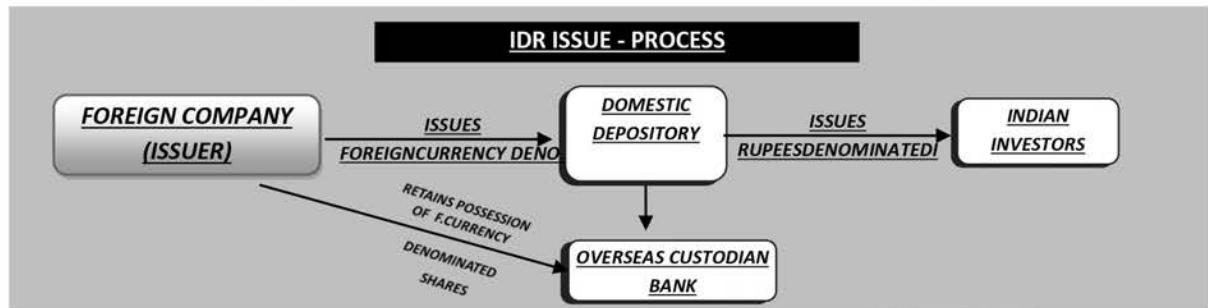 IDR ISSUE - PROCESS
FOREIGN COMPANY
(ISSUER)
ISSUES
FOREIGNCURRENCY DENO
DOMESTIC
DEPOSITORY
ISSUES
RUPEESDENOMINATEDI
INDIAN
INVESTORS
RETAINS POSSESSION
OF F.CURRENCY
DENOMINATED
SHARES
OVERSEAS CUSTODIAN
BANK